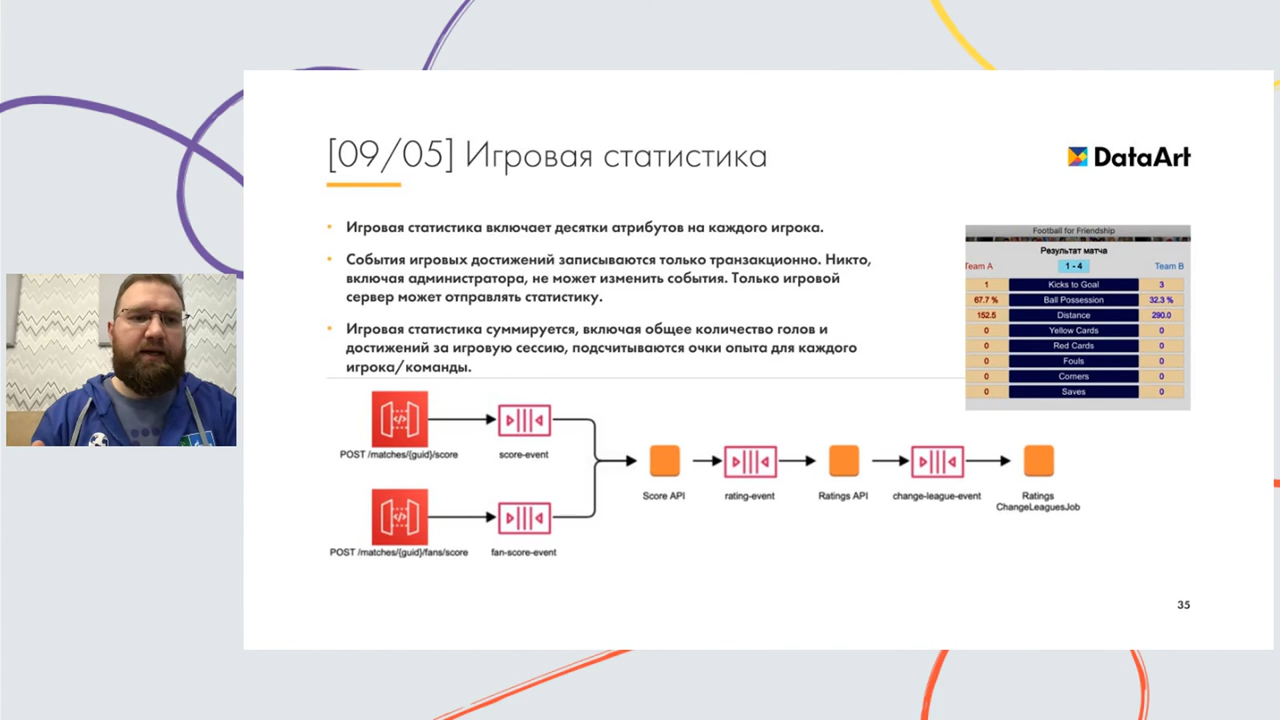 [09/05] Игровая статистика
DataArt
Игровая статистика включает десятки атрибутов на каждого игрока.
События игровых достижений записываются только транзакционно. Никто,
включая администратора, не может изменить события. Только игровой
сервер может отправлять статистику.
Игровая статистика суммируется, включая общее количество голов и
достижений за игровую сессию, подсчитываются очки опыта для каждого
игрока/команды.
Football for Friendship
Результат матча
Team A 1 - 4 Team B
1 Kicks to Goal 3
67.7 % Ball Possession 32.3 %
152.5 Distance 290.0
0 Yellow Cards 0
0 Red Cards 0
0 Fouls 0
0 Corners 0
0 Saves 0
POST /matches/{guid}/score
score-event
POST /matches/{guid}/fans/score
fan-score-event
Score API
rating-event
Ratings API
change-league-event
Ratings
ChangeLeaguesJob
35